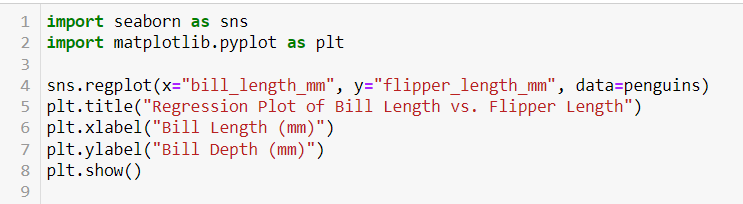 1 import seaborn as sns
2 import matplotlib.pyplot as plt
3
4 sns.regplot(x="bill_length_mm", y="flipper_length_mm", data=penguins)
5 plt.title("Regression Plot of Bill Length vs. Flipper Length")
6 plt.xlabel("Bill Length (mm)")
7 plt.ylabel("Bill Depth (mm)")
8 plt.show()
9